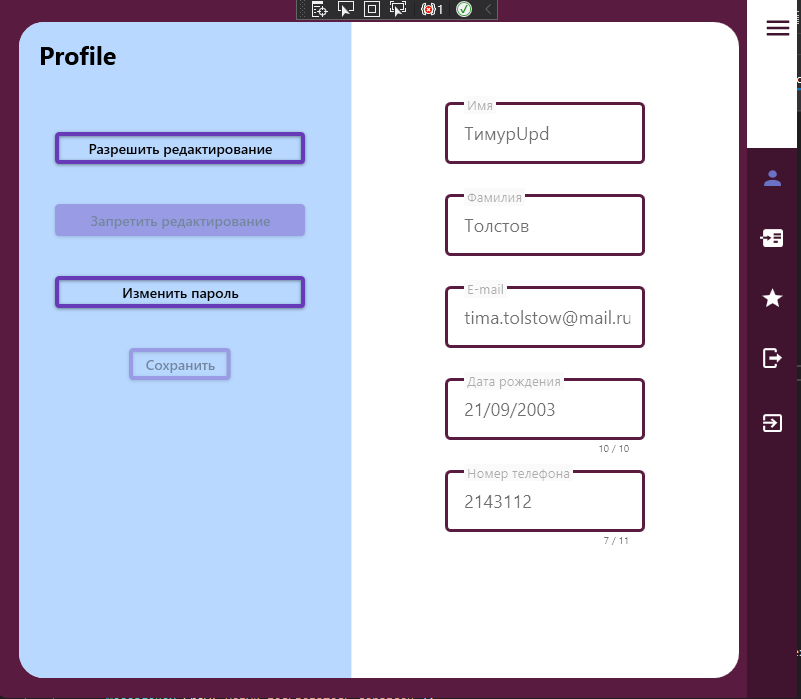 1
Profile
Разрешить редактирование
Запретить редактирование
Изменить пароль
Сохранить
Имя
ТимурUpd
Фамилия
Толстов
E-mail
tima.tolstow@mail.ru
Дата рождения
21/09/2003
10 / 10
Номер телефона
2143112
7 / 11